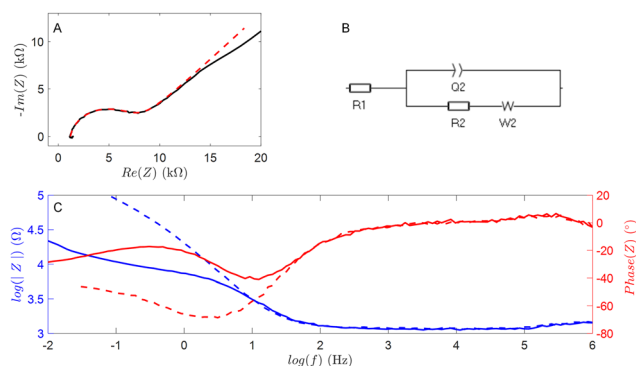 A
-Im(Z) (kΩ)
10
5
0
0
5
10
15
20
Re(Z) (kΩ)
B
Q2
R1
R2
W2
C
log(| Z |) (Ω)
5
4.5
4
3.5
3
-2
-1
0
1
2
3
4
5
6
log(f) (Hz)
20
0
-20
-40
-60
-80
Phase(Z) (°)